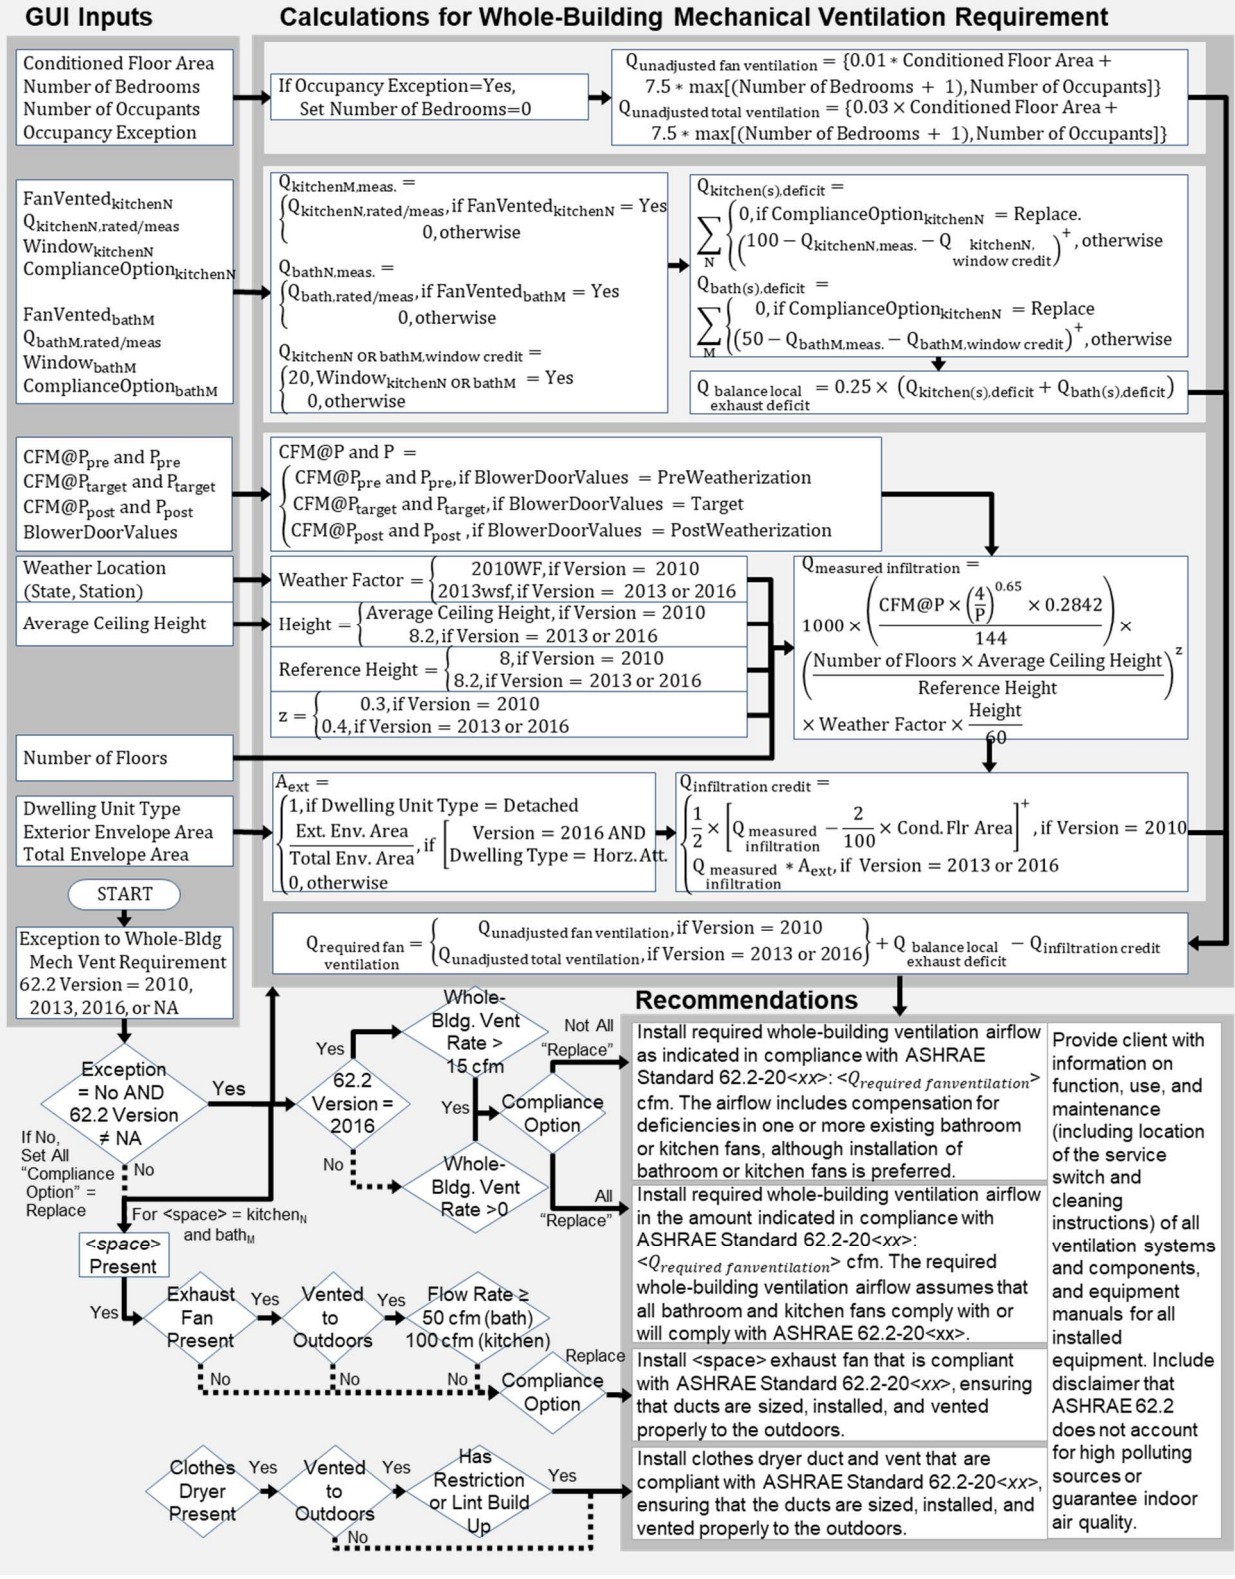 GUI Inputs
Calculations for Whole-Building Mechanical Ventilation Requirement
Conditioned Floor Area
Number of Bedrooms
Number of Occupants
Occupancy Exception
If Occupancy Exception=Yes,
Set Number of Bedrooms=0
Qunadjusted fan ventilation = {0.01 * Conditioned Floor Area +
7.5 * max[(Number of Bedrooms + 1), Number of Occupants]}
Qunadjusted total ventilation = {0.03 × Conditioned Floor Area +
7.5 * max[(Number of Bedrooms + 1), Number of Occupants]}
FanVentedkitchenN
QkitchenN,rated/meas
WindowkitchenN
ComplianceOptionkitchenN
FanVentedbathM
QbathM,rated/meas
WindowbathM
ComplianceOptionbathM
QkitchenM,meas. =
{QkitchenN,rated/meas, if FanVentedkitchenN = Yes
0, otherwise
QbathN,meas. =
{Qbath,rated/meas, if FanVentedbathM = Yes
0, otherwise
QkitchenN OR bathM,window credit =
{20, WindowkitchenN OR bathM = Yes
0, otherwise
Qkitchen(s),deficit =
∑N {0, if ComplianceOptionkitchenN = Replace.
(100 − QkitchenN,meas. − Q kitchenN, window credit)+, otherwise
Qbath(s),deficit =
∑M { 0, if ComplianceOptionkitchenN = Replace
(50 − QbathM,meas. − QbathM,window credit)+, otherwise
Q balance local exhaust deficit = 0.25 × (Qkitchen(s),deficit + Qbath(s),deficit)
CFM@Ppre and Ppre
CFM@Ptarget and Ptarget
CFM@Ppost and Ppost
BlowerDoorValues
CFM@P and P =
CFM@Ppre and Ppre, if BlowerDoorValues = PreWeatherization
CFM@Ptarget and Ptarget, if BlowerDoorValues = Target
CFM@Ppost and Ppost , if BlowerDoorValues = PostWeatherization
Weather Location
(State, Station)
Weather Factor = { 2010WF, if Version = 2010
2013wsf, if Version = 2013 or 2016
Average Ceiling Height
Height = {Average Ceiling Height, if Version = 2010
8.2, if Version = 2013 or 2016
Reference Height = { 8, if Version = 2010
8.2, if Version = 2013 or 2016
z = { 0.3, if Version = 2010
0.4, if Version = 2013 or 2016
Qmeasured infiltration =
1000 × (CFM@P × (4/P)0.65 × 0.2842 / 144) ×
(Number of Floors × Average Ceiling Height / Reference Height)z
× Weather Factor × Height/60
Number of Floors
Dwelling Unit Type
Exterior Envelope Area
Total Envelope Area
Aext =
1, if Dwelling Unit Type = Detached
Ext. Env. Area / Total Env. Area, if [Version = 2016 AND
Dwelling Type = Horz. Att.
0, otherwise
Qinfiltration credit =
1/2 × [Q measured infiltration − 2/100 × Cond. Flr Area]+, if Version = 2010
Q measured infiltration * Aext, if Version = 2013 or 2016
START
Exception to Whole-Bldg
Mech Vent Requirement
62.2 Version = 2010,
2013, 2016, or NA
Qrequired fan ventilation = { Qunadjusted fan ventilation, if Version = 2010
Qunadjusted total ventilation, if Version = 2013 or 2016} + Q balance local exhaust deficit − Qinfiltration credit
Exception
= No AND
62.2 Version
≠ NA
Yes
If No,
Set All
“Compliance
Option” =
Replace
No
62.2
Version =
2016
Yes
No
Whole-
Bldg. Vent
Rate >
15 cfm
Yes
Whole-
Bldg. Vent
Rate >0
Compliance
Option
Not All
“Replace”
All
“Replace”
For <space> = kitchenN
and bathM
<space>
Present
Yes
Exhaust
Fan
Present
Yes
Vented
to
Outdoors
Yes
Flow Rate ≥
50 cfm (bath)
100 cfm (kitchen)
No
No
No
Compliance
Option
Replace
Clothes
Dryer
Present
Yes
Vented
to
Outdoors
Yes
Has
Restriction
or Lint Build
Up
Yes
No
Recommendations
Install required whole-building ventilation airflow
as indicated in compliance with ASHRAE
Standard 62.2-20<xx>: <Qrequired fanventilation>
cfm. The airflow includes compensation for
deficiencies in one or more existing bathroom
or kitchen fans, although installation of
bathroom or kitchen fans is preferred.
Install required whole-building ventilation airflow
in the amount indicated in compliance with
ASHRAE Standard 62.2-20<xx>:
<Qrequired fanventilation> cfm. The required
whole-building ventilation airflow assumes that
all bathroom and kitchen fans comply with or
will comply with ASHRAE 62.2-20<xx>.
Install <space> exhaust fan that is compliant
with ASHRAE Standard 62.2-20<xx>, ensuring
that ducts are sized, installed, and vented
properly to the outdoors.
Install clothes dryer duct and vent that are
compliant with ASHRAE Standard 62.2-20<xx>,
ensuring that the ducts are sized, installed, and
vented properly to the outdoors.
Provide client with
information on
function, use, and
maintenance
(including location
of the service
switch and
cleaning
instructions) of all
ventilation systems
and components,
and equipment
manuals for all
installed
equipment. Include
disclaimer that
ASHRAE 62.2
does not account
for high polluting
sources or
guarantee indoor
air quality.